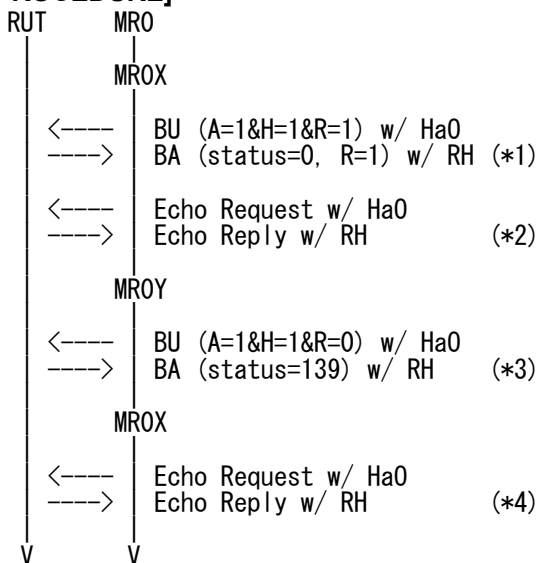 RUT MR0
MR0X
<---- BU (A=1&H=1&R=1) w/ HaO
----> BA (status=0, R=1) w/ RH (*1)
<---- Echo Request w/ HaO
----> Echo Reply w/ RH (*2)
MR0Y
<---- BU (A=1&H=1&R=0) w/ HaO
----> BA (status=139) w/ RH (*3)
MR0X
<---- Echo Request w/ HaO
----> Echo Reply w/ RH (*4)
V V